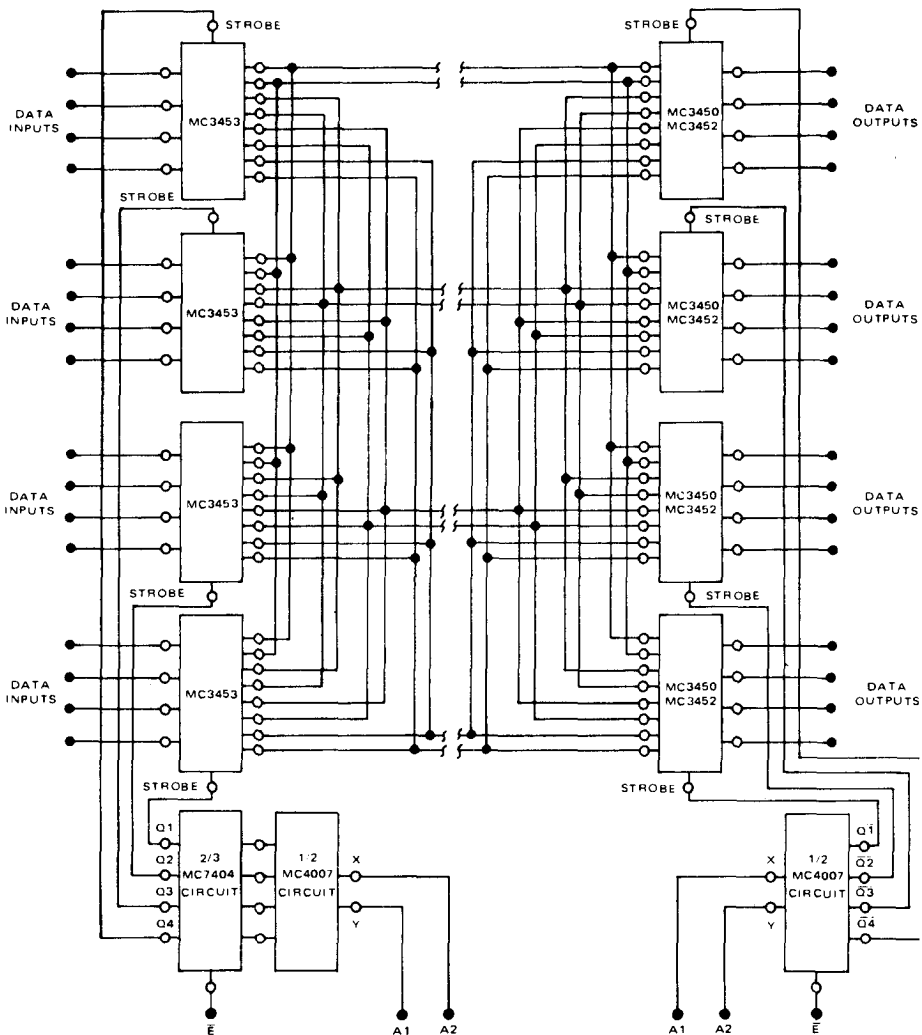 STROBE
STROBE
DATA
INPUTS
MC3453
MC3450
MC3452
DATA
OUTPUTS
STROBE
STROBE
DATA
INPUTS
MC3453
MC3450
MC3452
DATA
OUTPUTS
DATA
INPUTS
MC3453
MC3450
MC3452
DATA
OUTPUTS
STROBE
STROBE
DATA
INPUTS
MC3453
MC3450
MC3452
DATA
OUTPUTS
STROBE
STROBE
Q1
Q2
Q3
Q4
2/3
MC7404
CIRCUIT
1/2
MC4007
CIRCUIT
X
Y
X
Y
1/2
MC4007
CIRCUIT
Q̅1̅
Q̅2̅
Q̅3
Q̅4
E̅
A1
A2
A1
A2
E̅